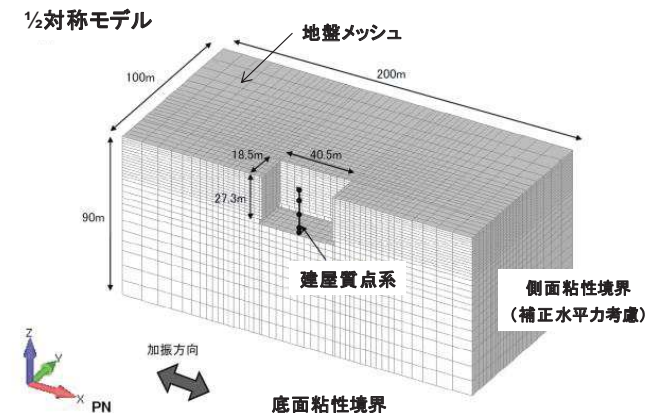 ½対称モデル
地盤メッシュ
100m
200m
18.5m
40.5m
27.3m
90m
建屋質点系
側面粘性境界
（補正水平力考慮）
Z
Y
X
PN
加振方向
底面粘性境界